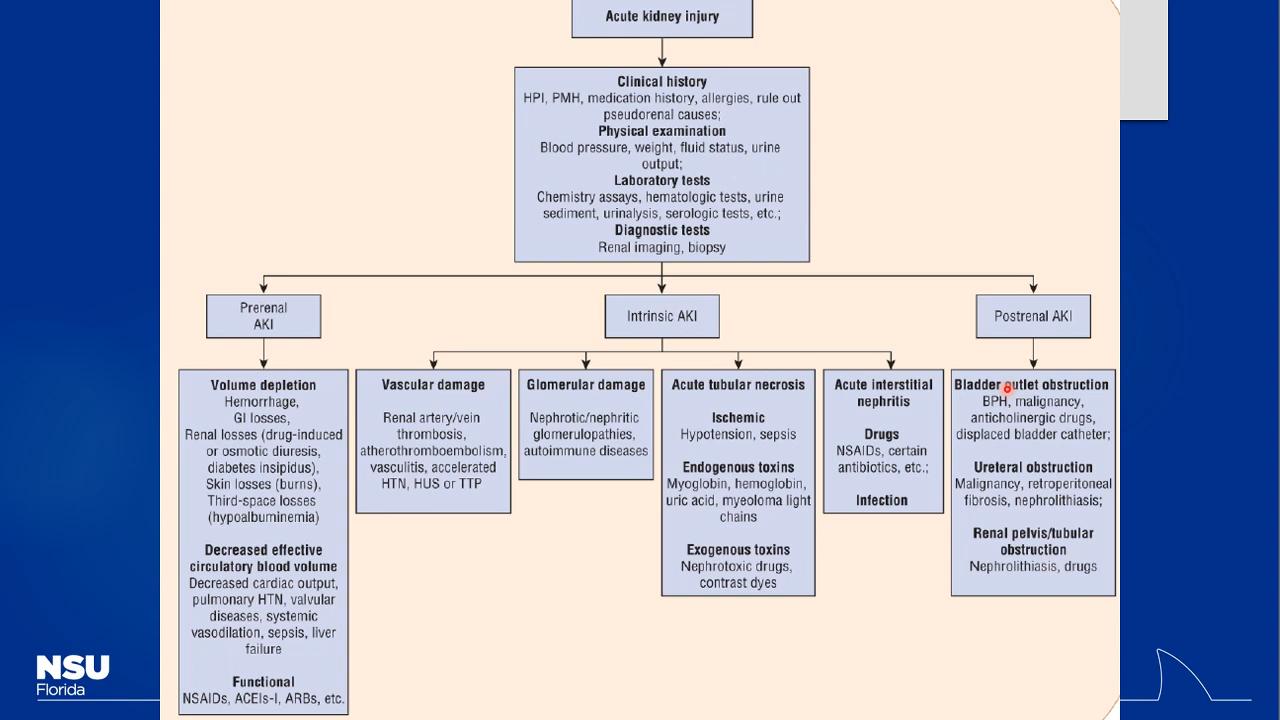 Acute kidney injury
Clinical history
HPI, PMH, medication history, allergies, rule out
pseudorenal causes;
Physical examination
Blood pressure, weight, fluid status, urine
output;
Laboratory tests
Chemistry assays, hematologic tests, urine
sediment, urinalysis, serologic tests, etc.;
Diagnostic tests
Renal imaging, biopsy
Prerenal
AKI
Intrinsic AKI
Postrenal AKI
Volume depletion
Hemorrhage,
GI losses,
Renal losses (drug-induced
or osmotic diuresis,
diabetes insipidus),
Skin losses (burns),
Third-space losses
(hypoalbuminemia)
Decreased effective
circulatory blood volume
Decreased cardiac output,
pulmonary HTN, valvular
diseases, systemic
vasodilation, sepsis, liver
failure
Functional
NSAIDs, ACEIs-I, ARBs, etc.
Vascular damage
Renal artery/vein
thrombosis,
atherothromboembolism,
vasculitis, accelerated
HTN, HUS or TTP
Glomerular damage
Nephrotic/nephritic
glomerulopathies,
autoimmune diseases
Acute tubular necrosis
Ischemic
Hypotension, sepsis
Endogenous toxins
Myoglobin, hemoglobin,
uric acid, myeoloma light
chains
Exogenous toxins
Nephrotoxic drugs,
contrast dyes
Acute interstitial
nephritis
Drugs
NSAIDs, certain
antibiotics, etc.;
Infection
Bladder outlet obstruction
BPH, malignancy,
anticholinergic drugs,
displaced bladder catheter;
Ureteral obstruction
Malignancy, retroperitoneal
fibrosis, nephrolithiasis;
Renal pelvis/tubular
obstruction
Nephrolithiasis, drugs
NSU
Florida